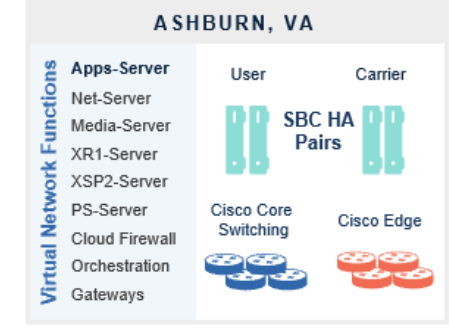 ASHBURN, VA
Virtual Network Functions
Apps-Server
Net-Server
Media-Server
XR1-Server
XSP2-Server
PS-Server
Cloud Firewall
Orchestration
Gateways
User
Carrier
SBC HA
Pairs
Cisco Core
Switching
Cisco Edge